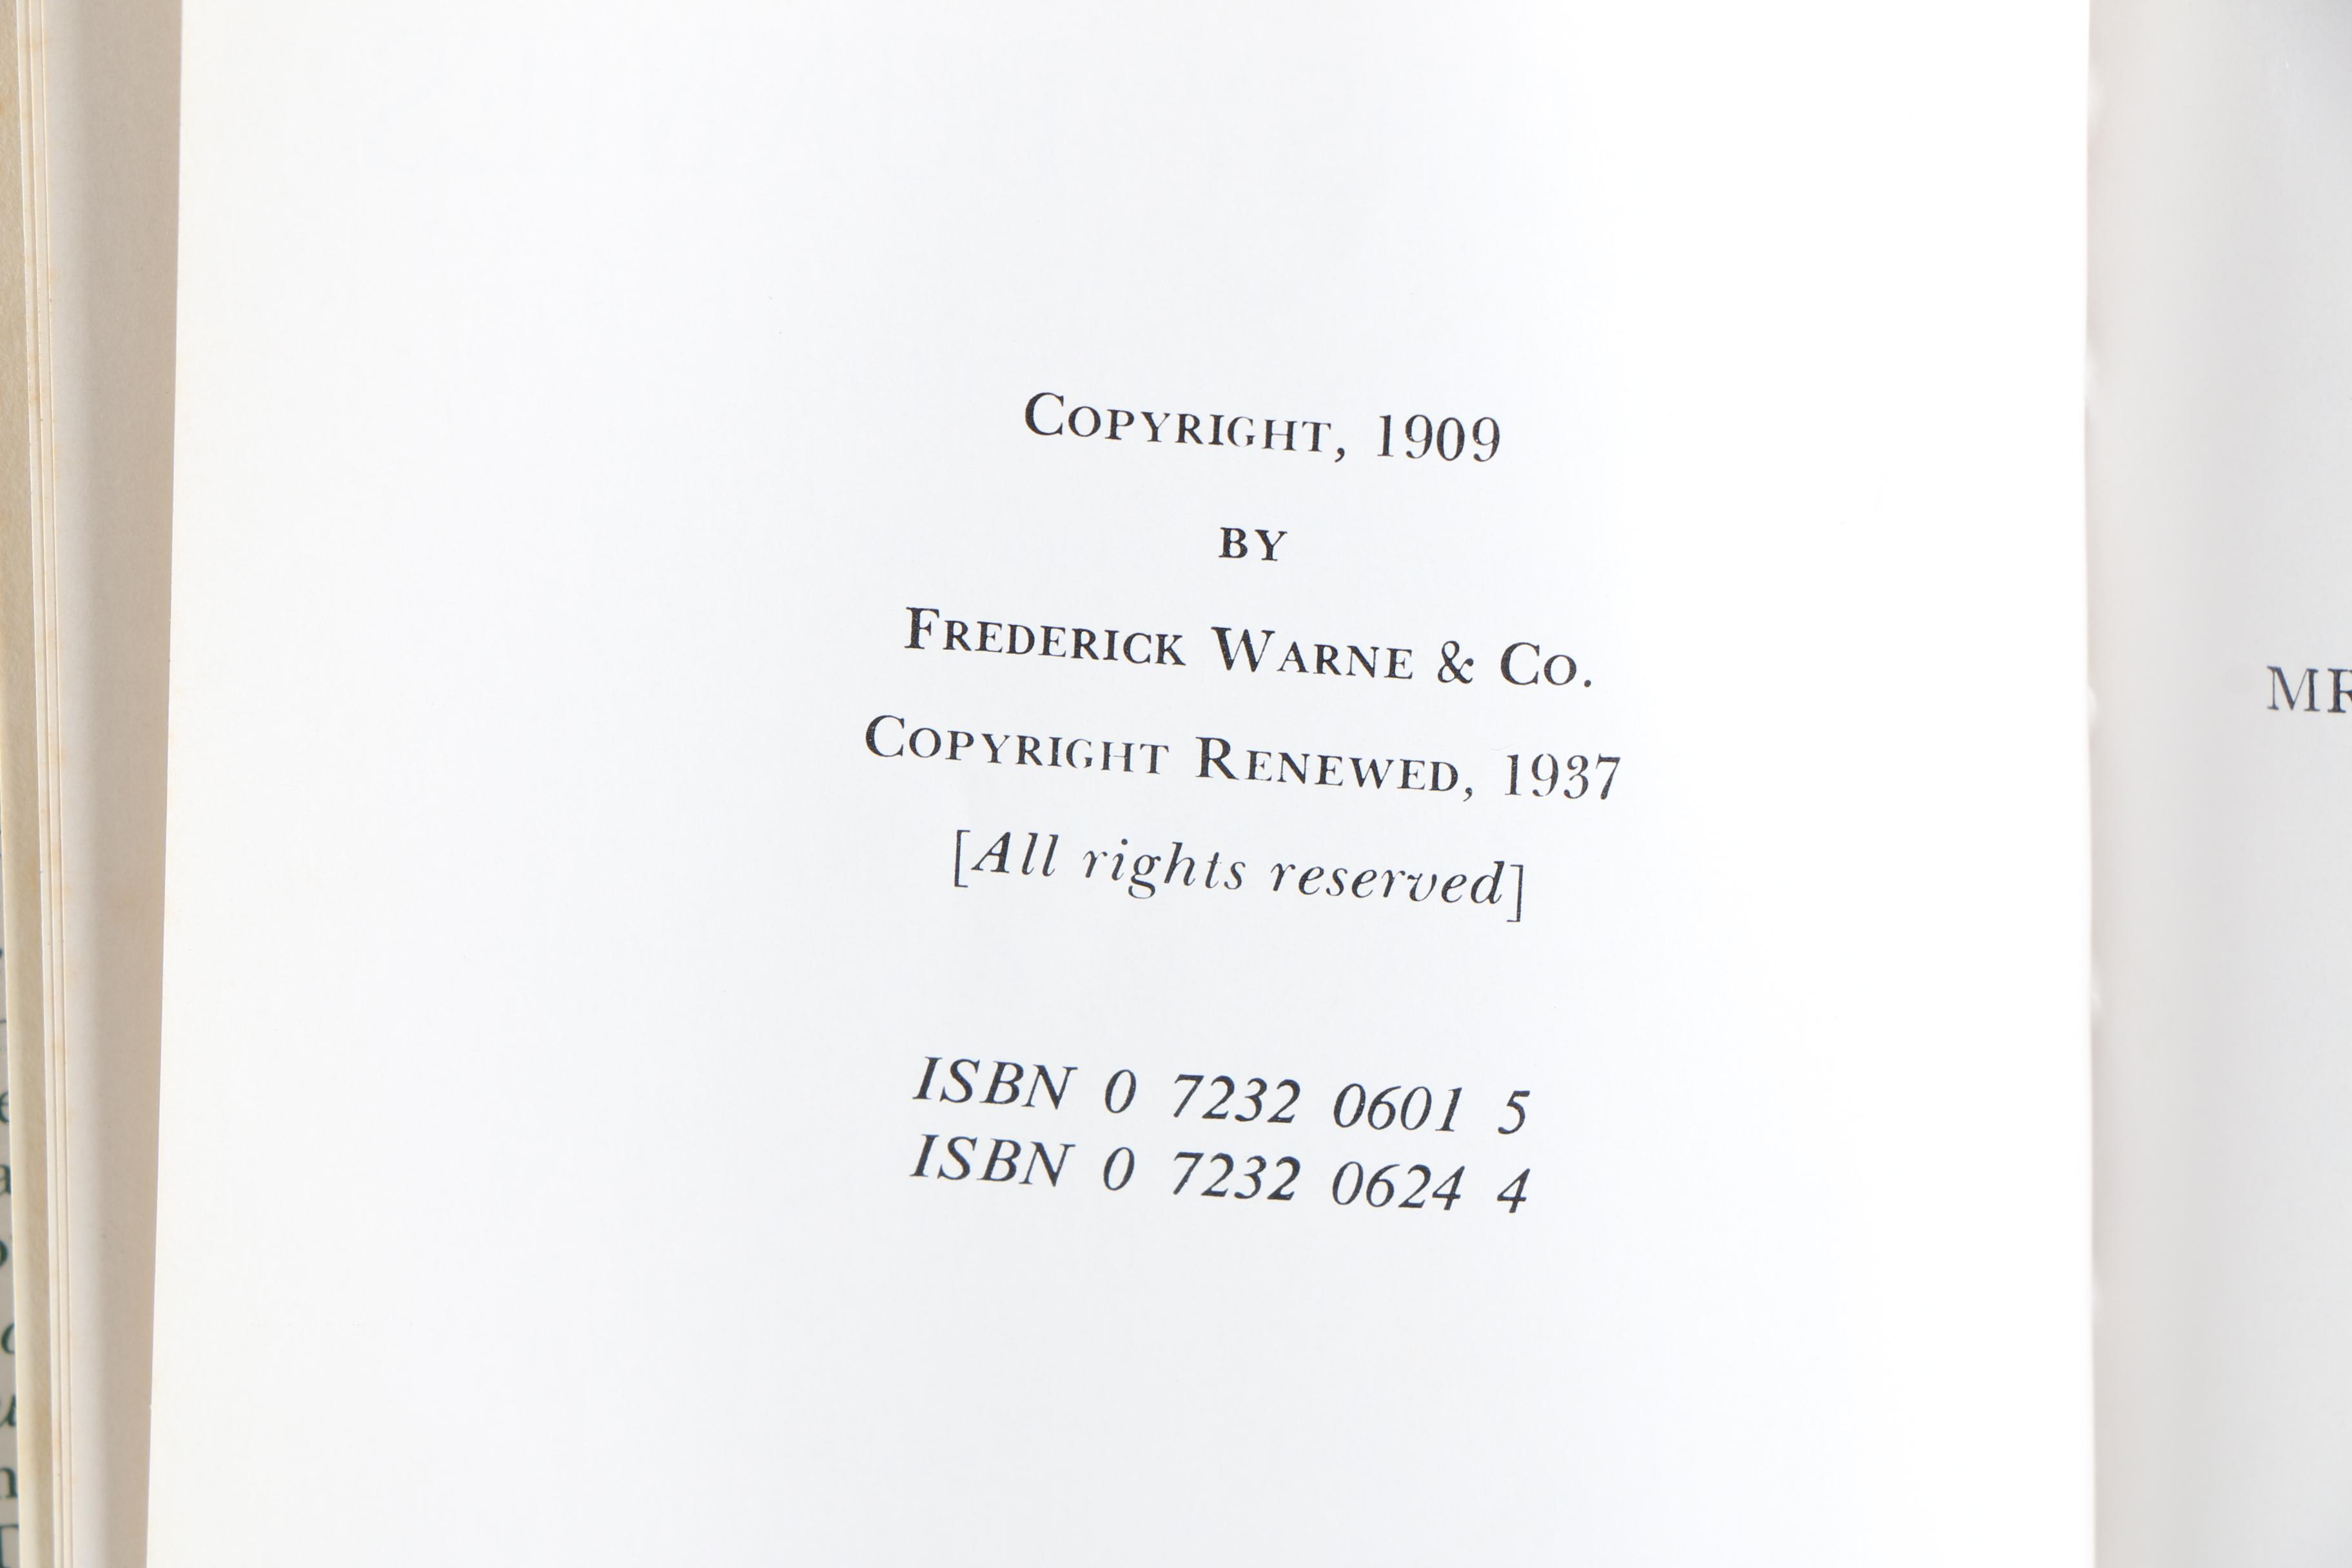 Copyright, 1909
by
Frederick Warne & Co.
Copyright Renewed, 1937
[All rights reserved]
ISBN 0 7232 0601 5
ISBN 0 7232 0624 4